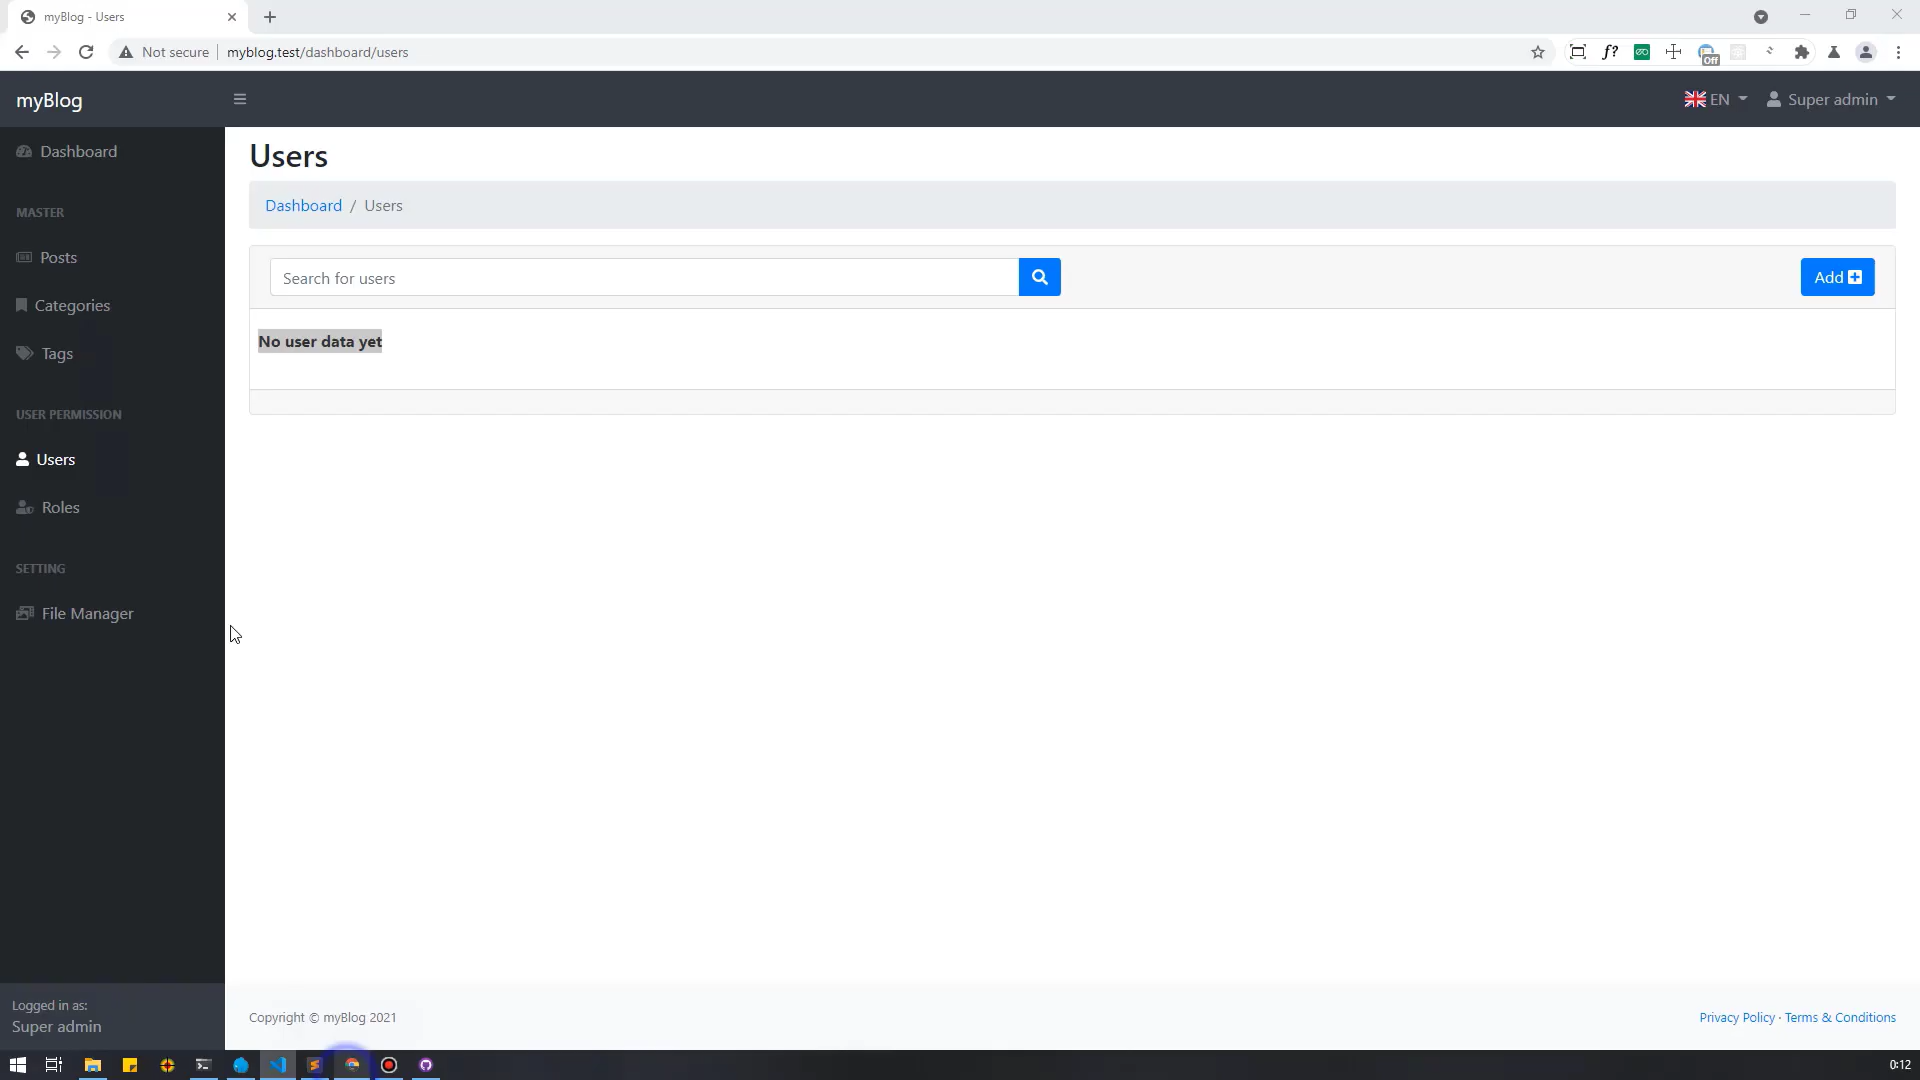 myBlog - Users
Not secure
myblog.test/dashboard/users
Off
myBlog
EN
Super admin
Dashboard
MASTER
Posts
Categories
Tags
USER PERMISSION
Users
Roles
SETTING
File Manager
Logged in as:
Super admin
Users
Dashboard / Users
Search for users
Add
No user data yet
Copyright © myBlog 2021
Privacy Policy · Terms & Conditions
0:12